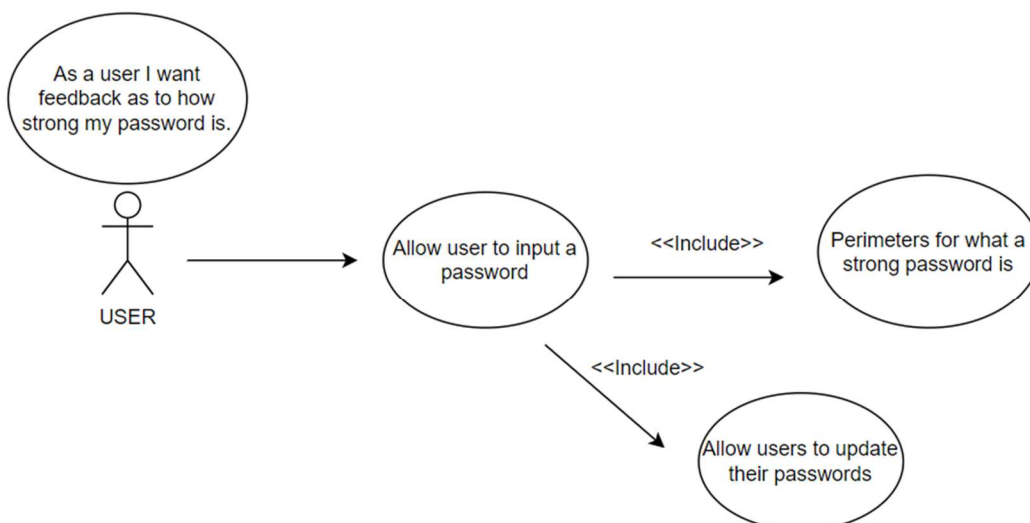 As a user I want
feedback as to how
strong my password is.
USER
Allow user to input a
password
<<Include>>
Perimeters for what a
strong password is
<<Include>>
Allow users to update
their passwords